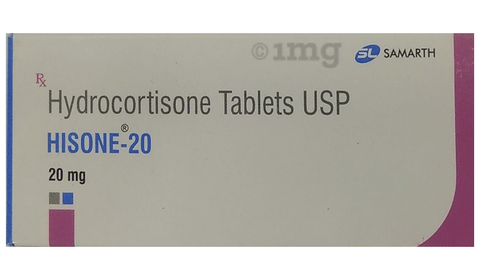 ©1mg
SL SAMARTH
Rx
Hydrocortisone Tablets USP
HISONE®-20
20 mg